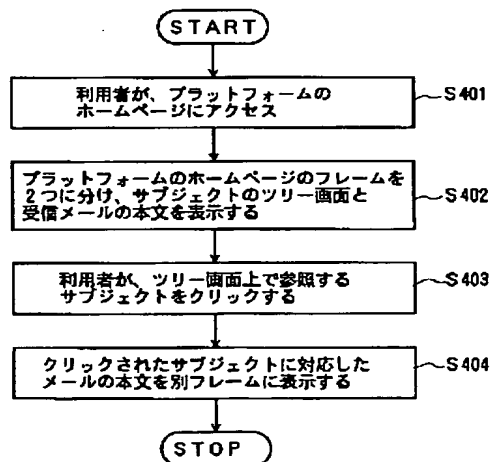 START
利用者が、プラットフォームの
ホームページにアクセス
S401
プラットフォームのホームページのフレームを
2つに分け、サブジェクトのツリー画面と
受信メールの本文を表示する
S402
利用者が、ツリー画面上で参照する
サブジェクトをクリックする
S403
クリックされたサブジェクトに対応した
メールの本文を別フレームに表示する
S404
STOP